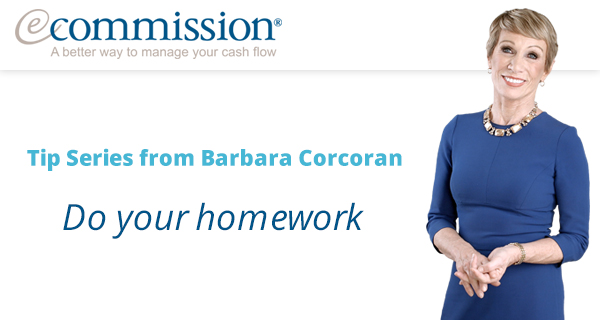 ecommission®
A better way to manage your cash flow
Tip Series from Barbara Corcoran
Do your homework